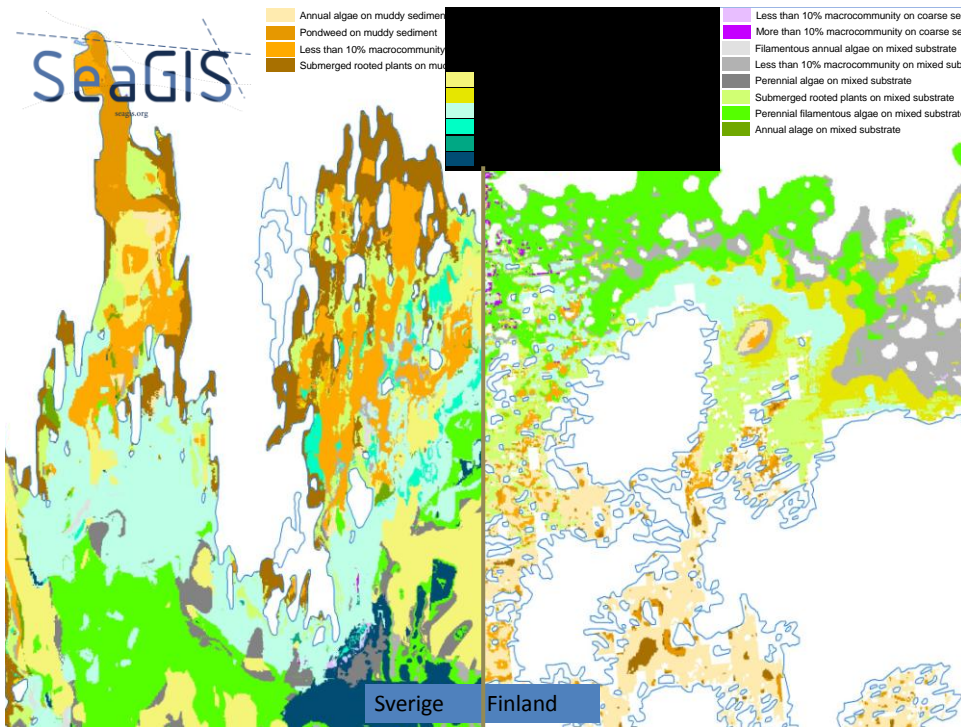 SeaGIS
seagis.org
Annual algae on muddy sedimen
Pondweed on muddy sediment
Less than 10% macrocommunity
Submerged rooted plants on mud
Less than 10% macrocommunity on coarse se
More than 10% macrocommunity on coarse se
Filamentous annual algae on mixed substrate
Less than 10% macrocommunity on mixed sub
Perennial algae on mixed substrate
Submerged rooted plants on mixed substrate
Perennial filamentous algae on mixed substrate
Annual alage on mixed substrate
Sverige
Finland